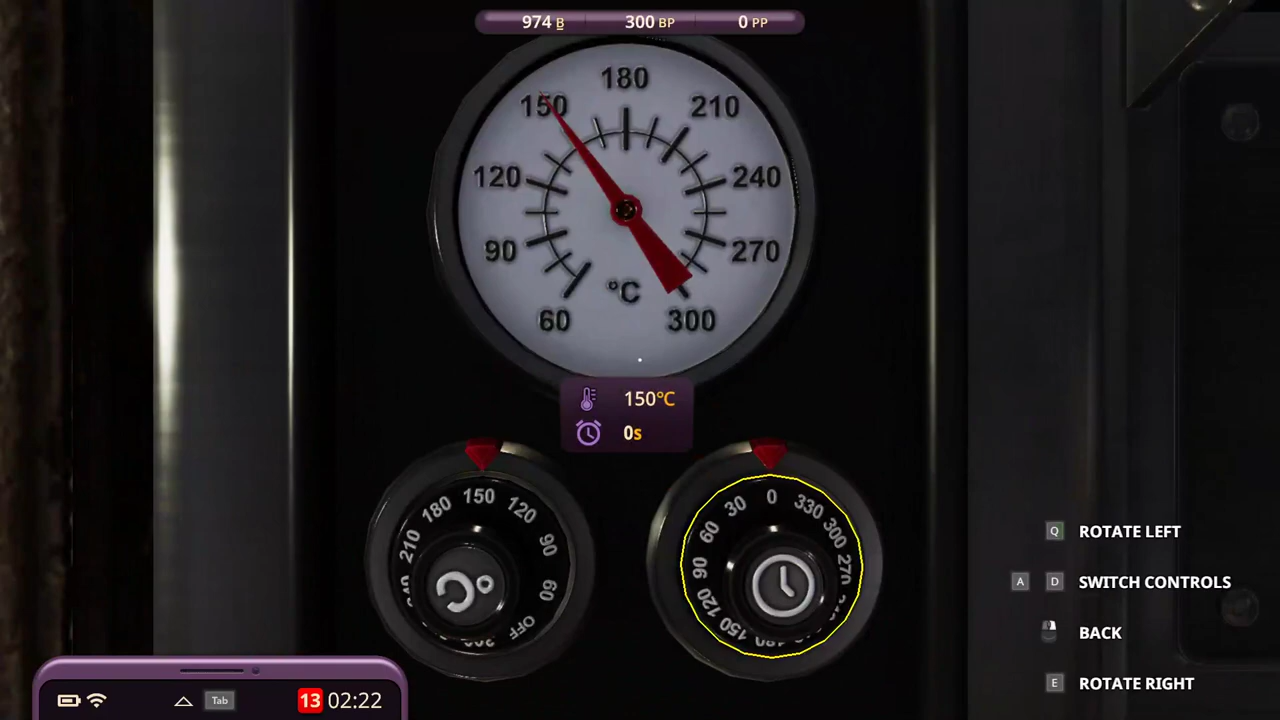 974 B 300 BP 0 PP
180
150 210
120 240
90 270
°C
60 300
150°C
0s
180 150 120
210 90
60
OFF
30 0 330
60 300
90 270
120
150
180
Q ROTATE LEFT
A D SWITCH CONTROLS
BACK
E ROTATE RIGHT
Tab 13 02:22